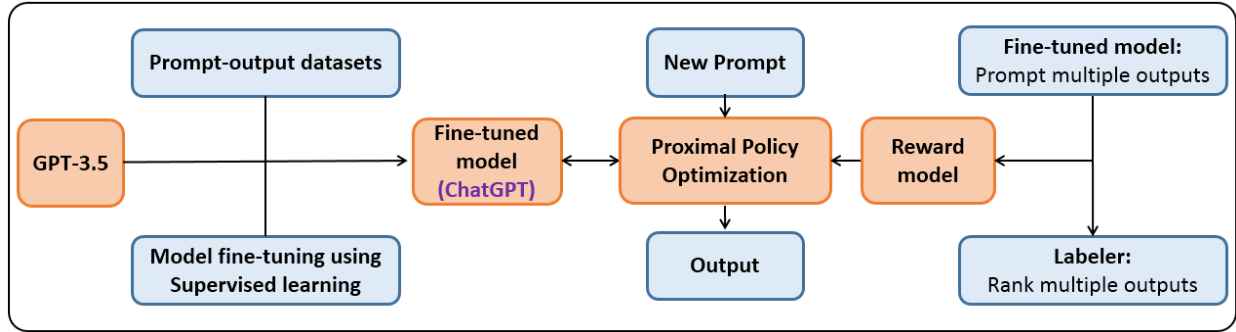 Prompt-output datasets
New Prompt
Fine-tuned model:
Prompt multiple outputs
GPT-3.5
Fine-tuned
model
(ChatGPT)
Proximal Policy
Optimization
Reward
model
Model fine-tuning using
Supervised learning
Output
Labeler:
Rank multiple outputs